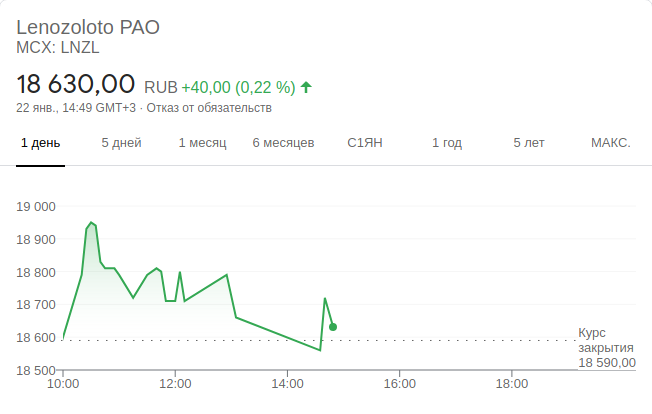 Lenozoloto PAO
MCX: LNZL
18 630,00 RUB +40,00 (0,22 %)
22 янв., 14:49 GMT+3 · Отказ от обязательств
1 день 5 дней 1 месяц 6 месяцев С1ЯН 1 год 5 лет МАКС.
19 000
18 900
18 800
18 700
18 600
18 500
Курс
закрытия
18 590,00
10:00 12:00 14:00 16:00 18:00